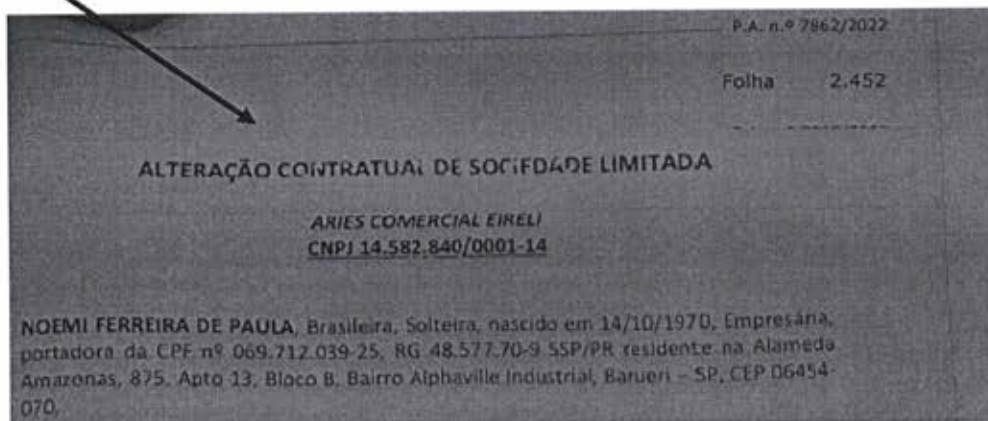 P.A. n.º 7862/2022
Folha 2.452
ALTERAÇÃO CONTRATUAL DE SOCIEDADE LIMITADA
ARIES COMERCIAL EIRELI
CNPJ 14.582.840/0001-14
NOEMI FERREIRA DE PAULA, Brasileira, Solteira, nascido em 14/10/1970, Empresária,
portadora da CPF nº 069.712.039-25, RG 48.577.70-9 SSP/PR residente na Alameda
Amazonas, 875, Apto 13, Bloco B, Bairro Alphaville Industrial, Barueri – SP, CEP 06454-
070,